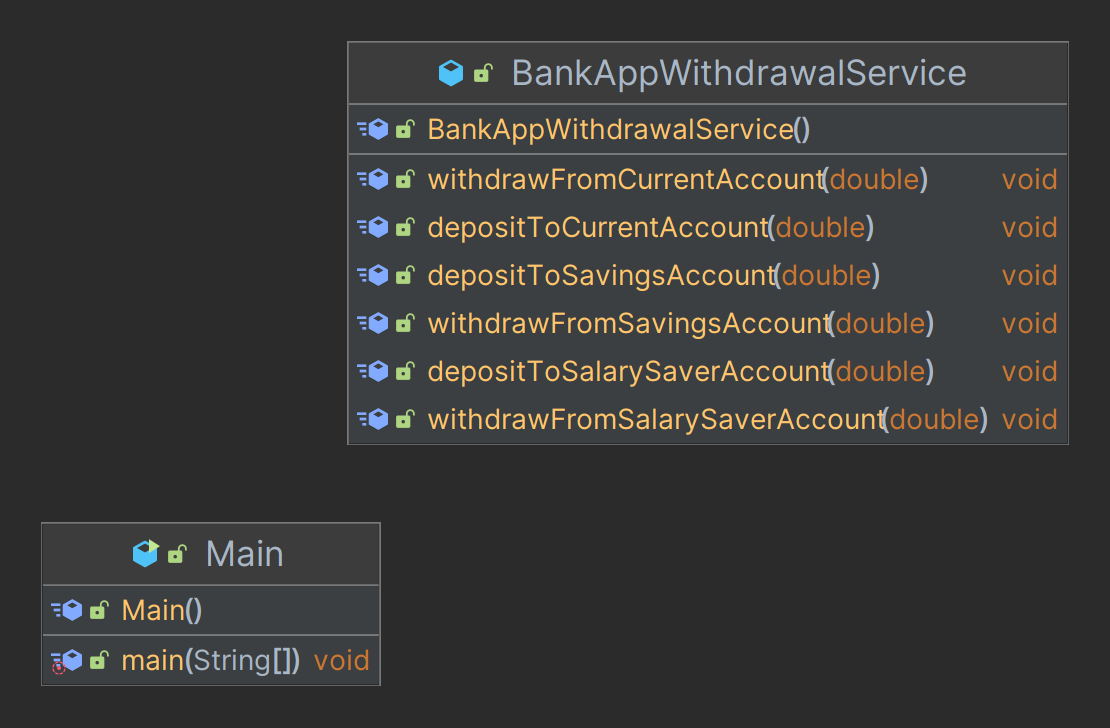 BankAppWithdrawalService
BankAppWithdrawalService()
withdrawFromCurrentAccount(double) void
depositToCurrentAccount(double) void
depositToSavingsAccount(double) void
withdrawFromSavingsAccount(double) void
depositToSalarySaverAccount(double) void
withdrawFromSalarySaverAccount(double) void
Main
Main()
main(String[]) void